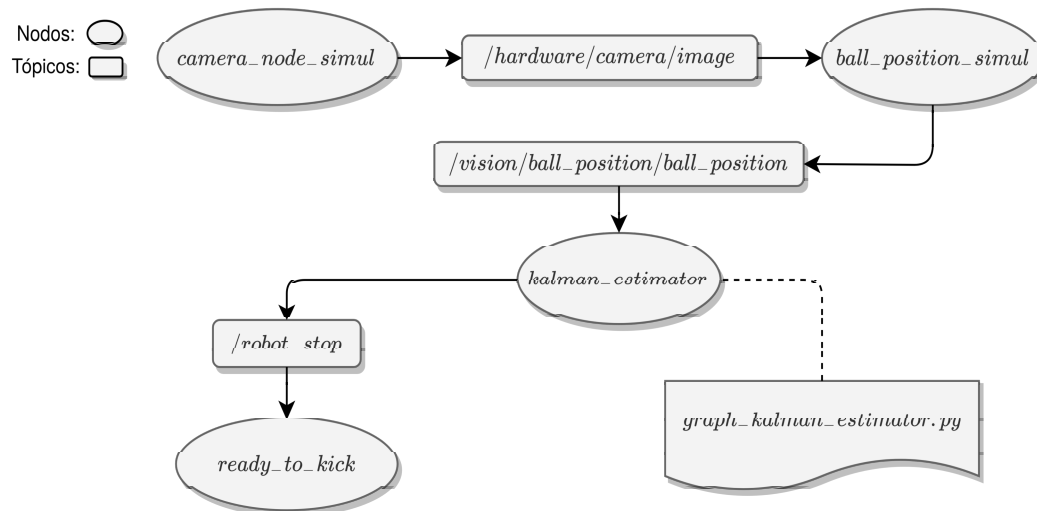 Nodos:
Tópicos:
camera_node_simul
/hardware/camera/image
ball_position_simul
/vision/ball_position/ball_position
kalman_estimator
/robot_stop
graph_kalman_estimator.py
ready_to_kick